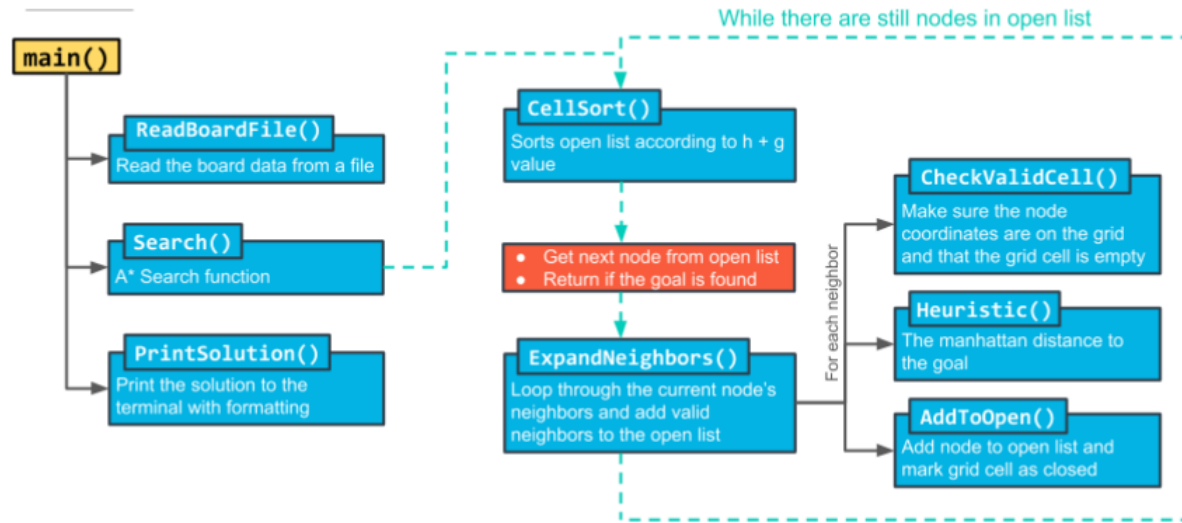 While there are still nodes in open list
main()
ReadBoardFile()
Read the board data from a file
Search()
A* Search function
PrintSolution()
Print the solution to the
terminal with formatting
CellSort()
Sorts open list according to h + g
value
● Get next node from open list
● Return if the goal is found
ExpandNeighbors()
Loop through the current node's
neighbors and add valid
neighbors to the open list
For each neighbor
CheckValidCell()
Make sure the node
coordinates are on the grid
and that the grid cell is empty
Heuristic()
The manhattan distance to
the goal
AddToOpen()
Add node to open list and
mark grid cell as closed